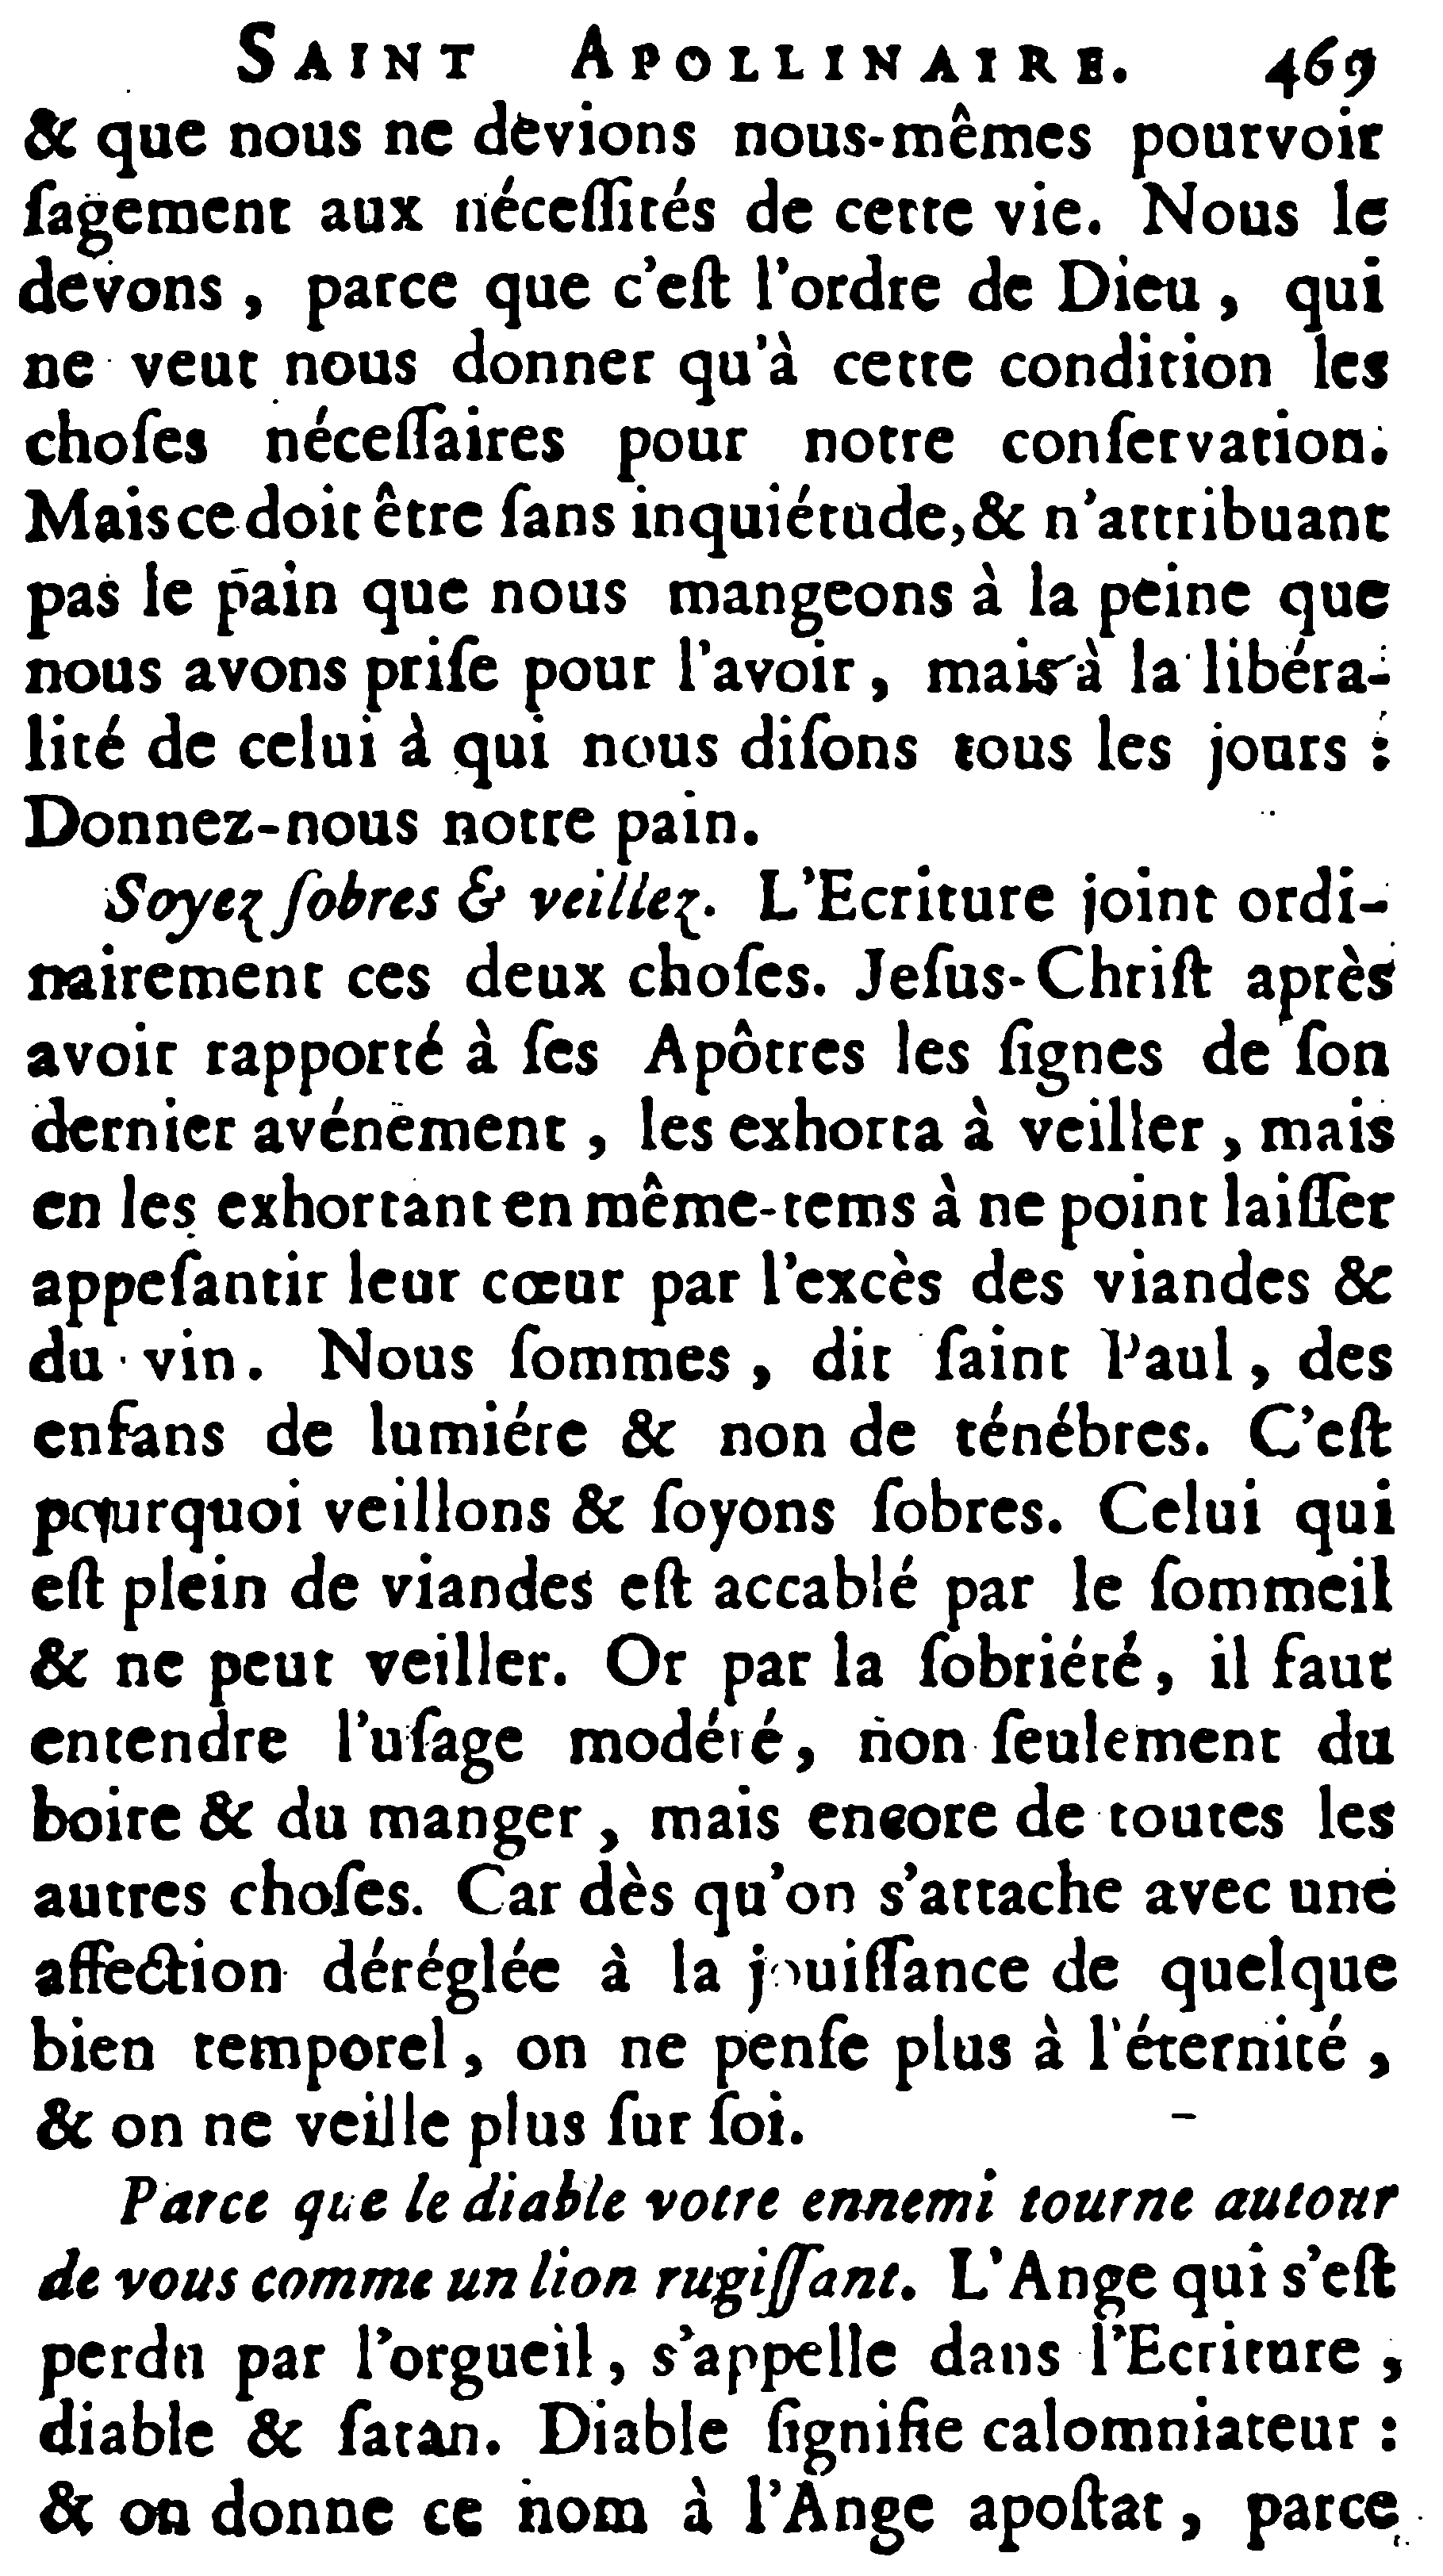 SAINT APOLLINAIRE. 469
& que nous ne devions nous-mêmes pourvoir
ſagement aux néceſſités de cette vie. Nous le
devons, parce que c'eſt l'ordre de Dieu, qui
ne veut nous donner qu'à cette condition les
choſes néceſſaires pour notre conſervation.
Mais ce doit être ſans inquiétude, & n'attribuant
pas le pain que nous mangeons à la peine que
nous avons priſe pour l'avoir, mais à la libéra-
lité de celui à qui nous diſons tous les jours :
Donnez-nous notre pain.
Soyez ſobres & veillez. L'Ecriture joint ordi-
nairement ces deux choſes. Jeſus-Chriſt après
avoir rapporté à ſes Apôtres les ſignes de ſon
dernier avénement, les exhorta à veiller, mais
en les exhortant en même-tems à ne point laiſſer
appeſantir leur cœur par l'excès des viandes &
du vin. Nous ſommes, dit ſaint Paul, des
enfans de lumiére & non de ténébres. C'eſt
pourquoi veillons & ſoyons ſobres. Celui qui
eſt plein de viandes eſt accablé par le ſommeil
& ne peut veiller. Or par la ſobriété, il faut
entendre l'uſage modéré, non ſeulement du
boire & du manger, mais encore de toutes les
autres choſes. Car dès qu'on s'attache avec une
affection déréglée à la jouiſſance de quelque
bien temporel, on ne penſe plus à l'éternité,
& on ne veille plus ſur ſoi.
Parce que le diable votre ennemi tourne autour
de vous comme un lion rugiſſant. L'Ange qui s'eſt
perdu par l'orgueil, s'appelle dans l'Ecriture,
diable & ſatan. Diable ſignifie calomniateur :
& on donne ce nom à l'Ange apoſtat, parce